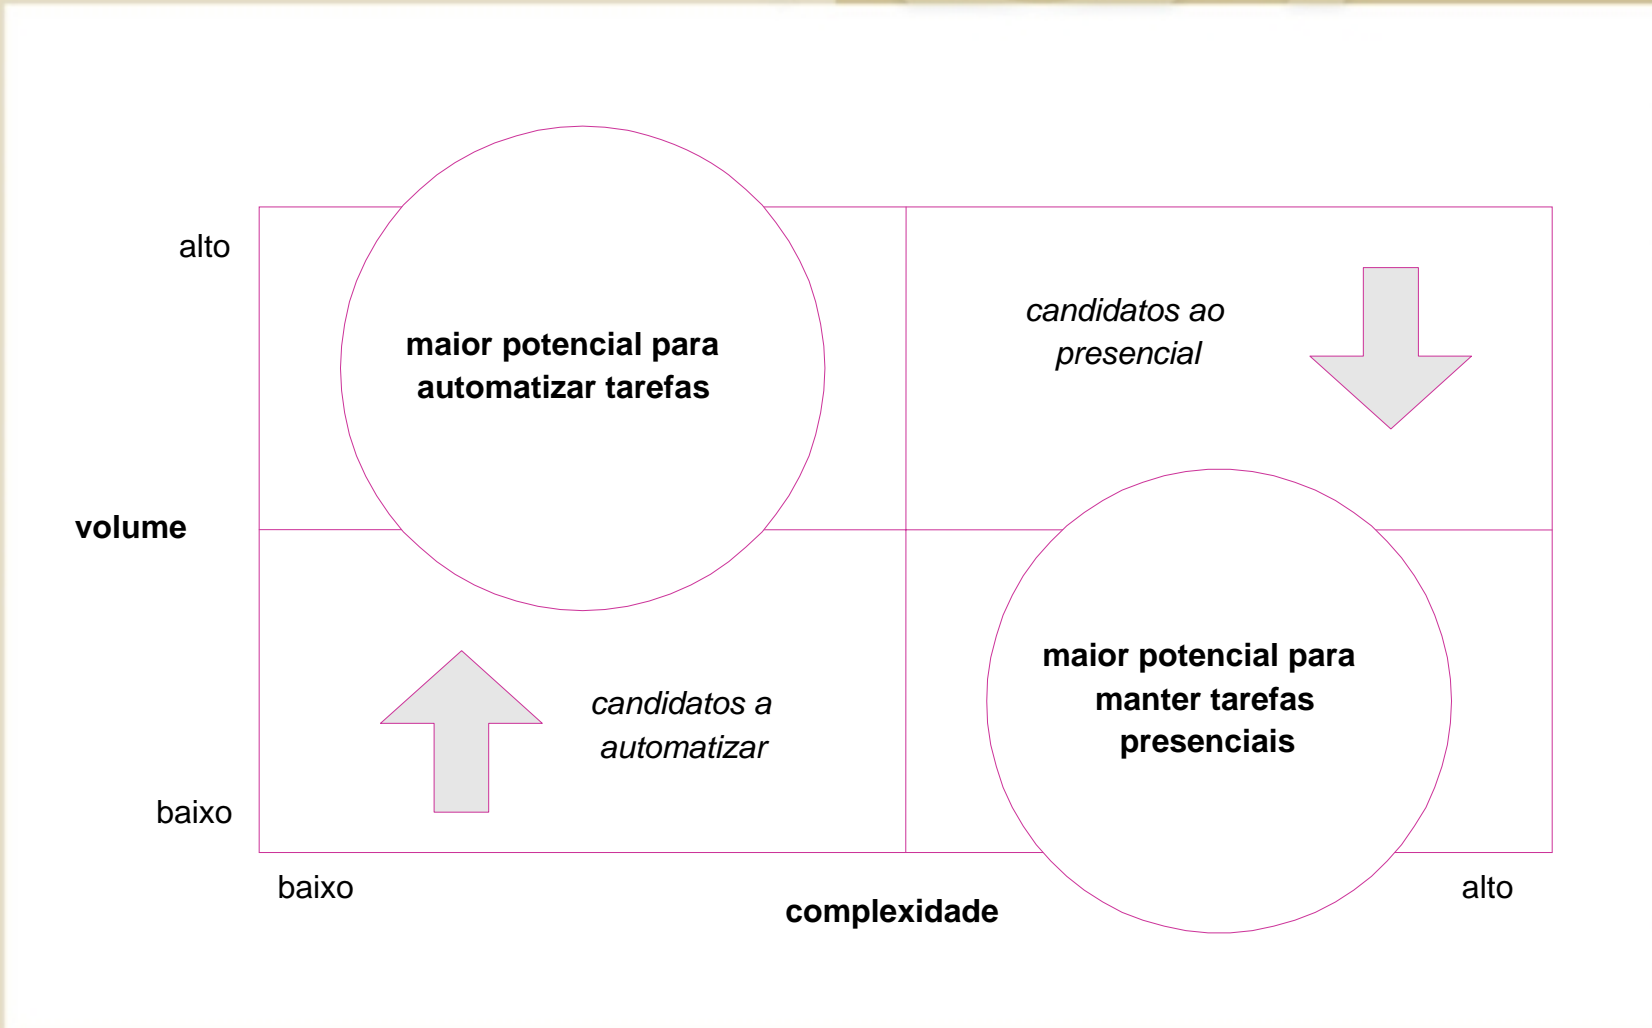 alto
candidatos ao
presencial
maior potencial para
automatizar tarefas
volume
maior potencial para
manter tarefas
presenciais
candidatos a
automatizar
baixo
baixo
alto
complexidade